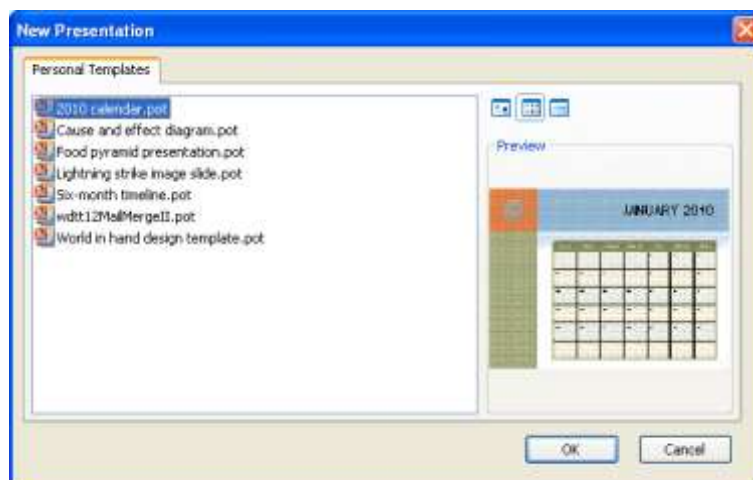 New Presentation
Personal Templates
2010 calendar.pot
Cause and effect diagram.pot
Food pyramid presentation.pot
Lightning strike image slide.pot
Six-month timeline.pot
wdtt12MailMergeII.pot
World in hand design template.pot
Preview
JANUARY 2010
OK
Cancel